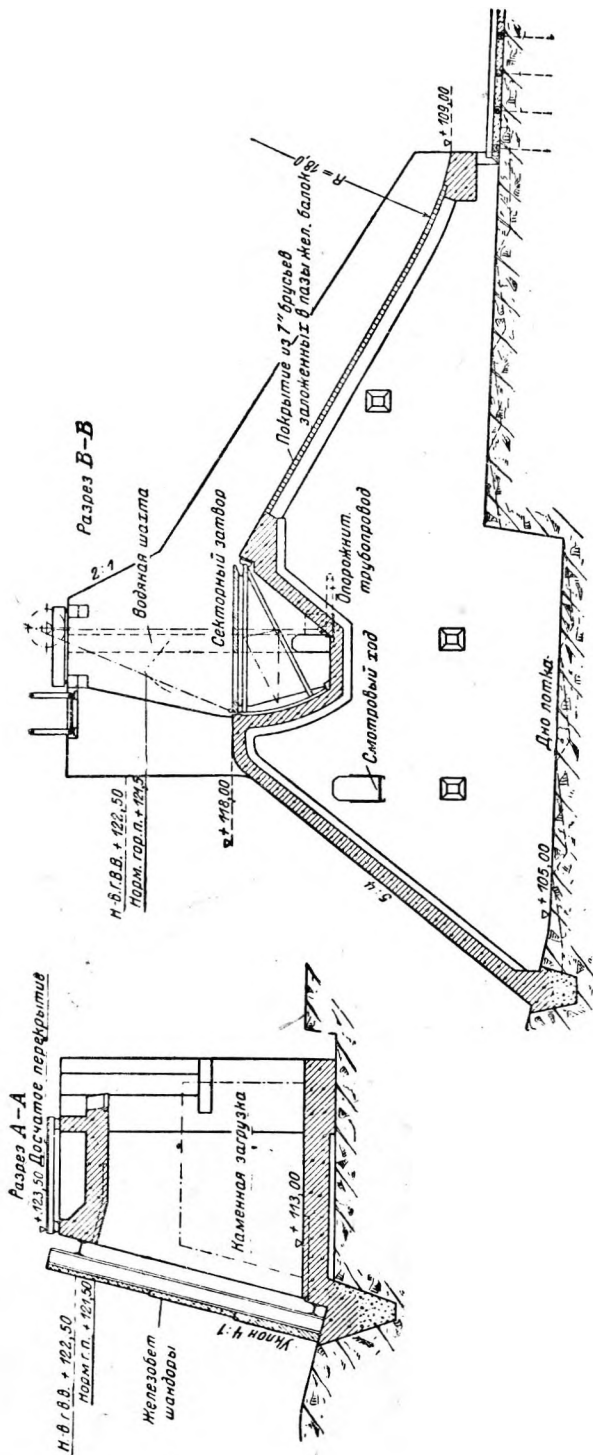 Разрез А-А
+123,50 Досчатое перекрытие
Н.в.г.в.в. +122,50
Норм г.п. +121,50
Железобет
шандоры
Уклон 4:1
Каменная загрузка
+113,00
Разрез В-В
2:1
Н.-в.г.в.в. +122,50
Норм. гор.п. +121,5
Водяная шахта
Секторный затвор
+118,00
Покрытие из 7" брусьев
заложенных в пазы жел. балок
R=18,0
+109,00
Опорожнит.
трубопровод
Смотровый ход
5:4
Дно лотка
+105,00